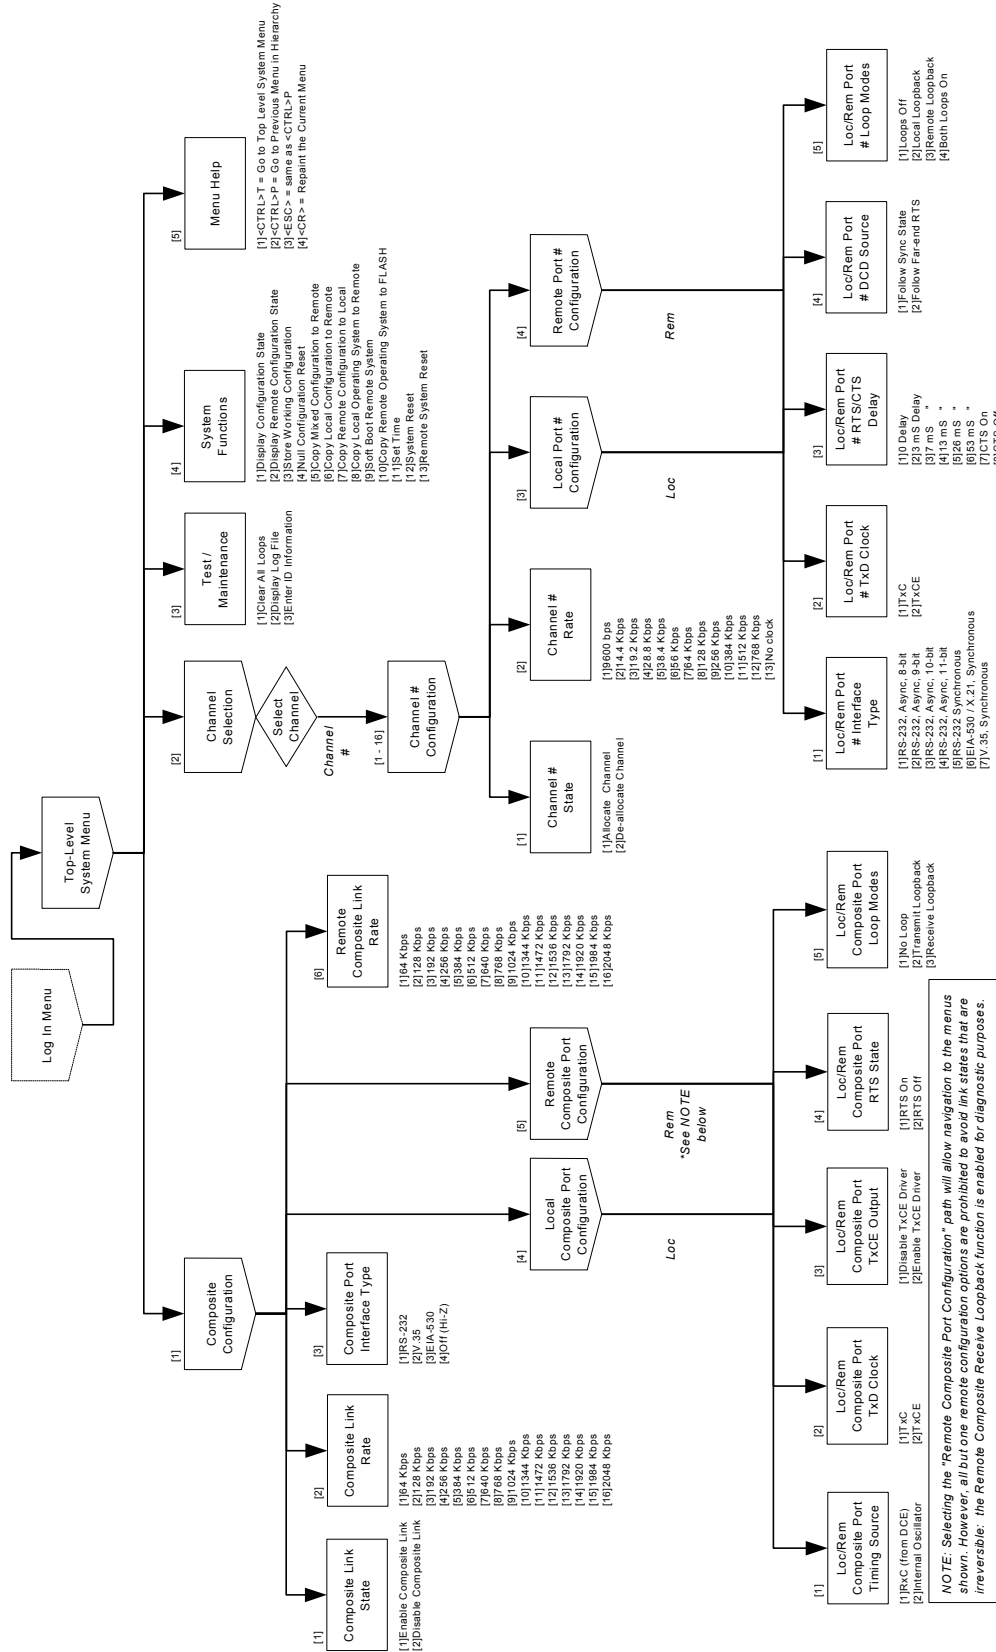 Log In Menu
Top-Level
System Menu
[1]
Composite
Configuration
[2]
Channel
Selection
Select
Channel
Channel
#
[3]
Test /
Maintenance
[1]Clear All Loops
[2]Display Log File
[3]Enter ID Information
[4]
System
Functions
[1]Display Configuration State
[2]Display Remote Configuration State
[3]Store Working Configuration
[4]Null Configuration Reset
[5]Copy Mixed Configuration to Remote
[6]Copy Local Configuration to Remote
[7]Copy Remote Configuration to Local
[8]Copy Local Operating System to Remote
[9]Soft Boot Remote System
[10]Copy Remote Operating System to FLASH
[11]Set Time
[12]System Reset
[13]Remote System Reset
[5]
Menu Help
[1]<CTRL>T = Go to Top Level System Menu
[2]<CTRL>P = Go to Previous Menu in Hierarchy
[3]<ESC> = same as <CTRL>P
[4]<CR> = Repaint the Current Menu
[1]
Composite Link
State
[1]Enable Composite Link
[2]Disable Composite Link
[2]
Composite Link
Rate
[1]64 Kbps
[2]128 Kbps
[3]192 Kbps
[4]256 Kbps
[5]384 Kbps
[6]512 Kbps
[7]640 Kbps
[8]768 Kbps
[9]1024 Kbps
[10]1344 Kbps
[11]1472 Kbps
[12]1536 Kbps
[13]1792 Kbps
[14]1920 Kbps
[15]1984 Kbps
[16]2048 Kbps
[3]
Composite Port
Interface Type
[1]RS-232
[2]V.35
[3]EIA-530
[4]Off (Hi-Z)
[4]
Local
Composite Port
Configuration
Loc
[5]
Remote
Composite Port
Configuration
Rem
*See NOTE
below
[6]
Remote
Composite Link
Rate
[1]64 Kbps
[2]128 Kbps
[3]192 Kbps
[4]256 Kbps
[5]384 Kbps
[6]512 Kbps
[7]640 Kbps
[8]768 Kbps
[9]1024 Kbps
[10]1344 Kbps
[11]1472 Kbps
[12]1536 Kbps
[13]1792 Kbps
[14]1920 Kbps
[15]1984 Kbps
[16]2048 Kbps
[1 - 16]
Channel #
Configuration
[1]
Channel #
State
[1]Allocate Channel
[2]De-allocate Channel
[2]
Channel #
Rate
[1]9600 bps
[2]14.4 Kbps
[3]19.2 Kbps
[4]28.8 Kbps
[5]38.4 Kbps
[6]56 Kbps
[7]64 Kbps
[8]128 Kbps
[9]256 Kbps
[10]384 Kbps
[11]512 Kbps
[12]768 Kbps
[13]No clock
[3]
Local Port #
Configuration
Loc
[4]
Remote Port #
Configuration
Rem
[1]
Loc/Rem
Composite Port
Timing Source
[1]RxC (from DCE)
[2]Internal Oscillator
[2]
Loc/Rem
Composite Port
TxD Clock
[1]TxC
[2]TxCE
[3]
Loc/Rem
Composite Port
TxCE Output
[1]Disable TxCE Driver
[2]Enable TxCE Driver
[4]
Loc/Rem
Composite Port
RTS State
[1]RTS On
[2]RTS Off
[5]
Loc/Rem
Composite Port
Loop Modes
[1]No Loop
[2]Transmit Loopback
[3]Receive Loopback
[1]
Loc/Rem Port
# Interface
Type
[1]RS-232, Async, 8-bit
[2]RS-232, Async, 9-bit
[3]RS-232, Async, 10-bit
[4]RS-232, Async, 11-bit
[5]RS-232 Synchronous
[6]EIA-530 / X.21, Synchronous
[7]V.35, Synchronous
[2]
Loc/Rem Port
# TxD Clock
[1]TxC
[2]TxCE
[3]
Loc/Rem Port
# RTS/CTS
Delay
[1]0 Delay
[2]3 mS Delay
[3]7 mS "
[4]13 mS "
[5]26 mS "
[6]53 mS "
[7]CTS On
[4]
Loc/Rem Port
# DCD Source
[1]Follow Sync State
[2]Follow Far-end RTS
[5]
Loc/Rem Port
# Loop Modes
[1]Loops Off
[2]Local Loopback
[3]Remote Loopback
[4]Both Loops On
NOTE: Selecting the "Remote Composite Port Configuration" path will allow navigation to the menus
shown. However, all but one remote configuration options are prohibited to avoid link states that are
irreversible: the Remote Composite Receive Loopback function is enabled for diagnostic purposes.